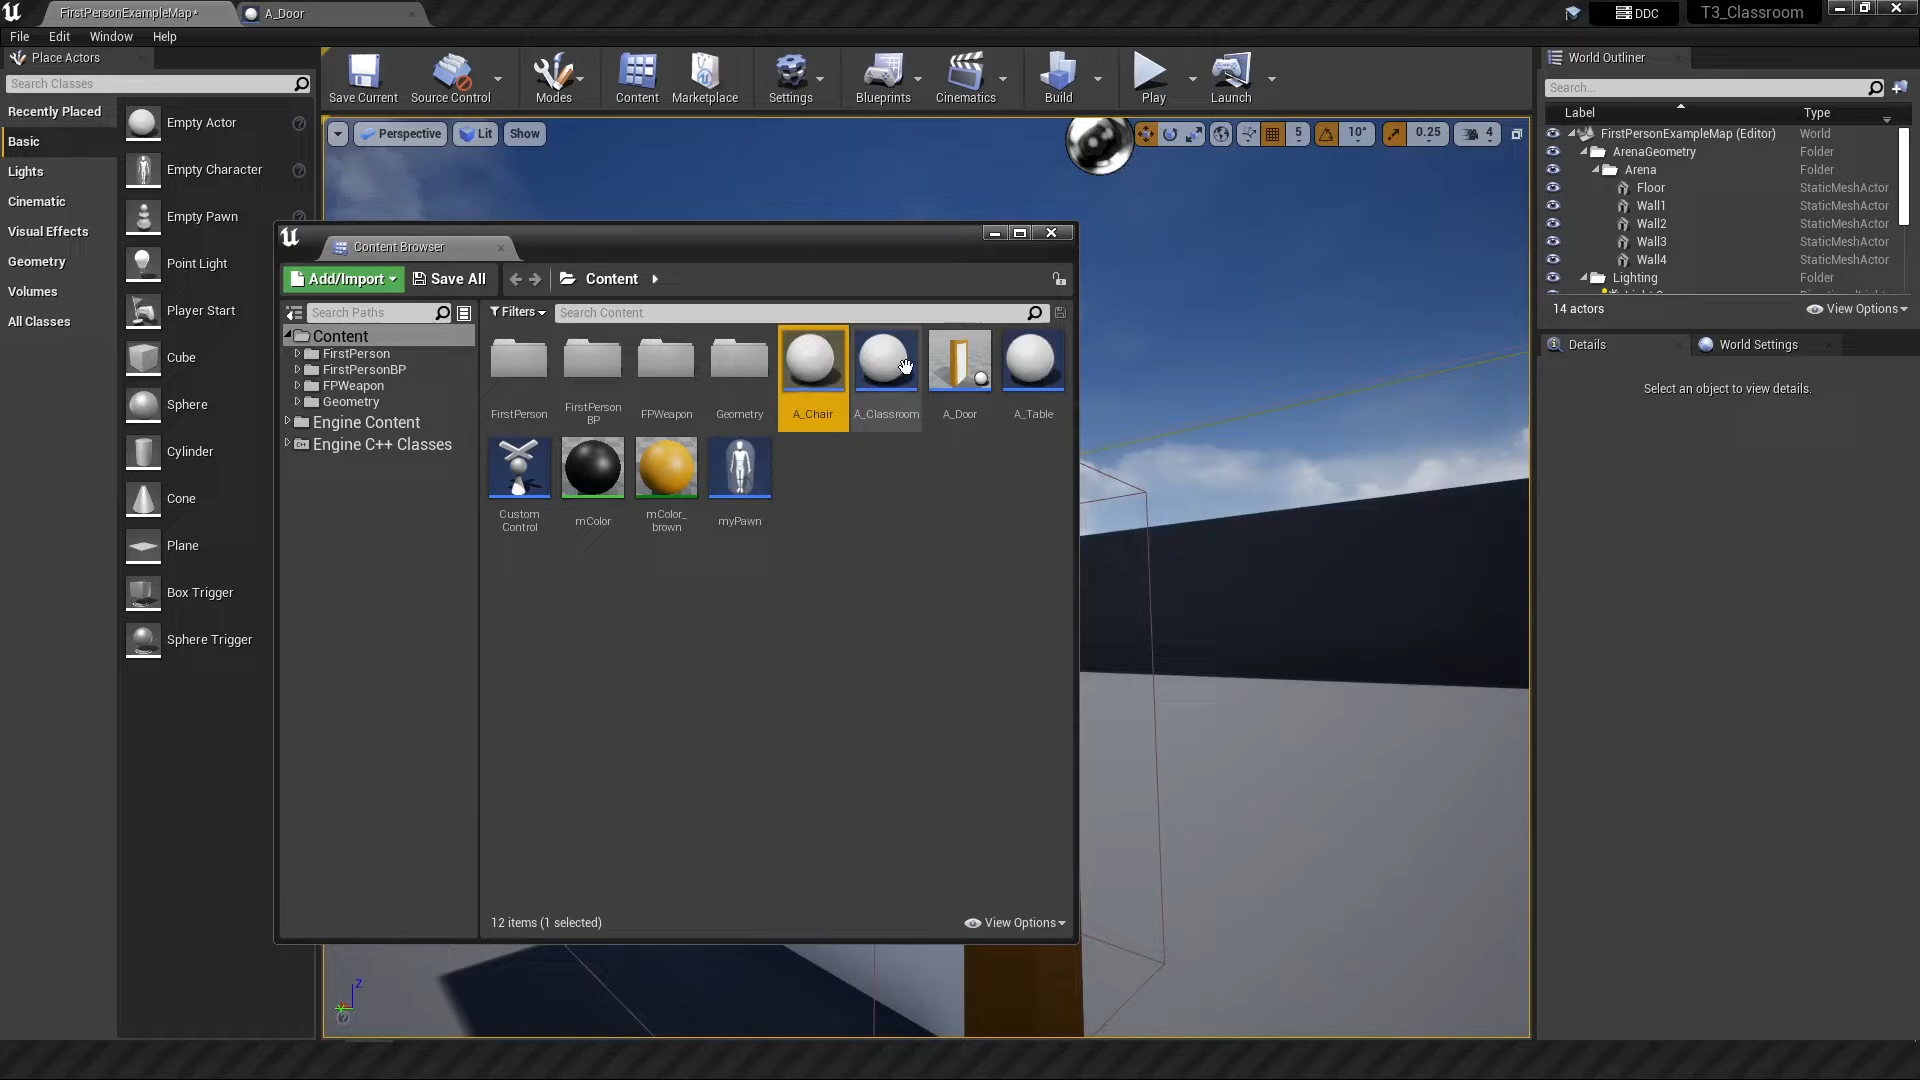 FirstPersonExampleMap*
A_Door
DDC
T3_Classroom
File Edit Window Help
Place Actors
Search Classes
Recently Placed
Basic
Lights
Cinematic
Visual Effects
Geometry
Volumes
All Classes
Empty Actor
Empty Character
Empty Pawn
Point Light
Player Start
Cube
Sphere
Cylinder
Cone
Plane
Box Trigger
Sphere Trigger
Save Current
Source Control
Modes
Content
Marketplace
Settings
Blueprints
Cinematics
Build
Play
Launch
Perspective
Lit
Show
5
10°
0.25
4
Content Browser
Add/Import
Save All
Content
Search Paths
Filters
Search Content
Content
FirstPerson
FirstPersonBP
FPWeapon
Geometry
Engine Content
Engine C++ Classes
FirstPerson
FirstPerson
BP
FPWeapon
Geometry
A_Chair
A_Classroom
A_Door
A_Table
Custom
Control
mColor
mColor_
brown
myPawn
12 items (1 selected)
View Options
Z
World Outliner
Search...
Label Type
FirstPersonExampleMap (Editor) World
ArenaGeometry Folder
Arena Folder
Floor StaticMeshActor
Wall1 StaticMeshActor
Wall2 StaticMeshActor
Wall3 StaticMeshActor
Wall4 StaticMeshActor
Lighting Folder
14 actors
View Options
Details
World Settings
Select an object to view details.